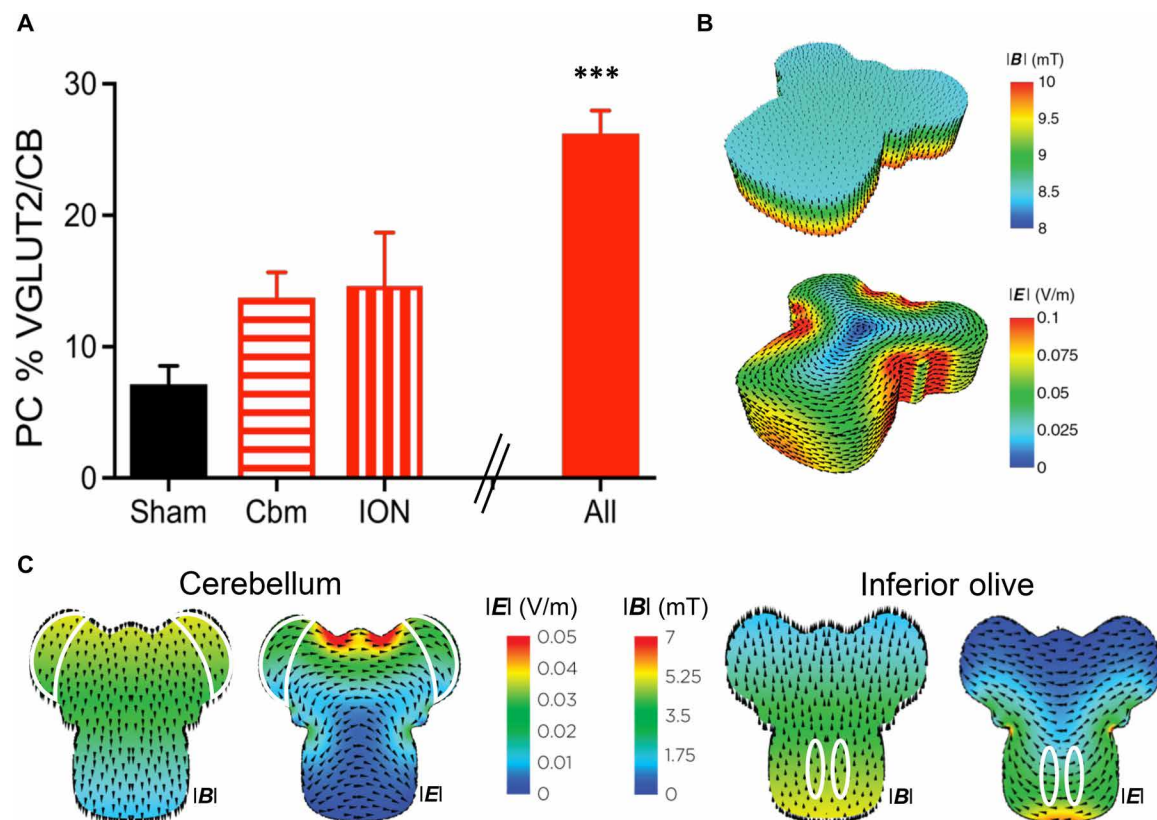 A
PC % VGLUT2/CB
30
20
10
0
***
Sham
Cbm
ION
All
B
|B| (mT)
10
9.5
9
8.5
8
|E| (V/m)
0.1
0.075
0.05
0.025
0
C
Cerebellum
|B|
|E|
|E| (V/m)
0.05
0.04
0.03
0.02
0.01
0
|B| (mT)
7
5.25
3.5
1.75
0
Inferior olive
|B|
|E|